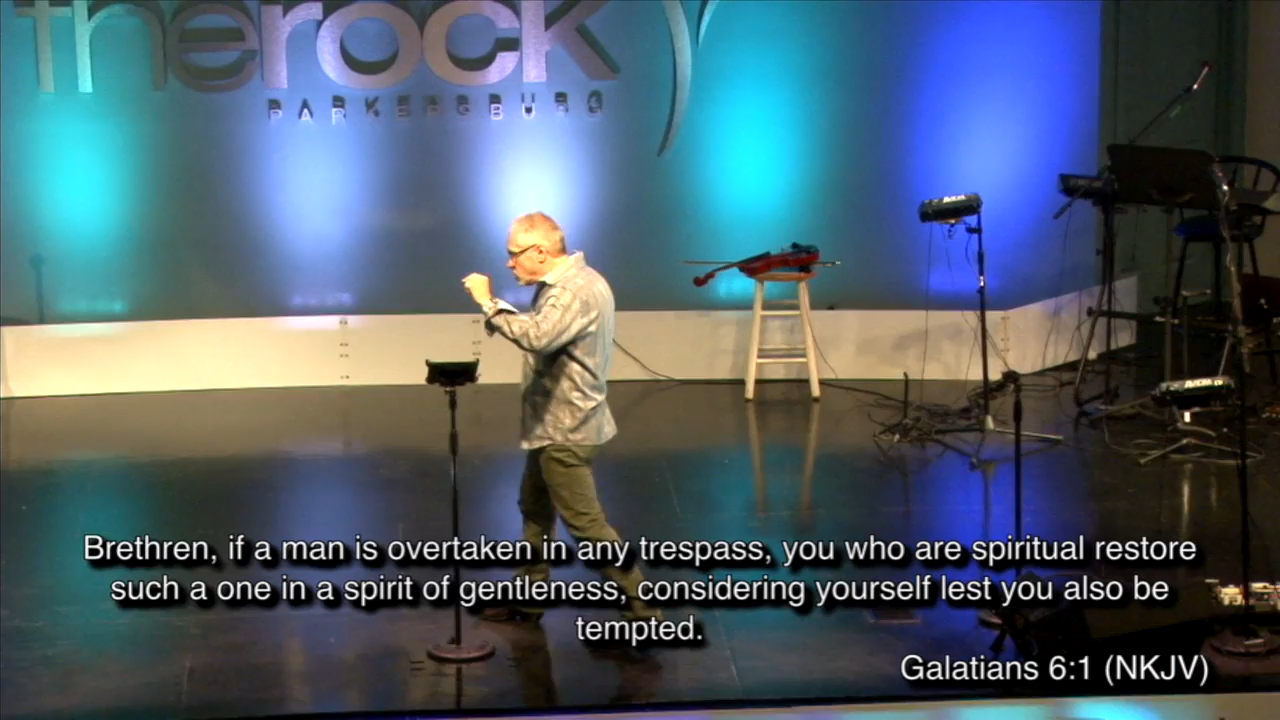 therock
PARKERSBURG
Brethren, if a man is overtaken in any trespass, you who are spiritual restore
such a one in a spirit of gentleness, considering yourself lest you also be
tempted.
Galatians 6:1 (NKJV)